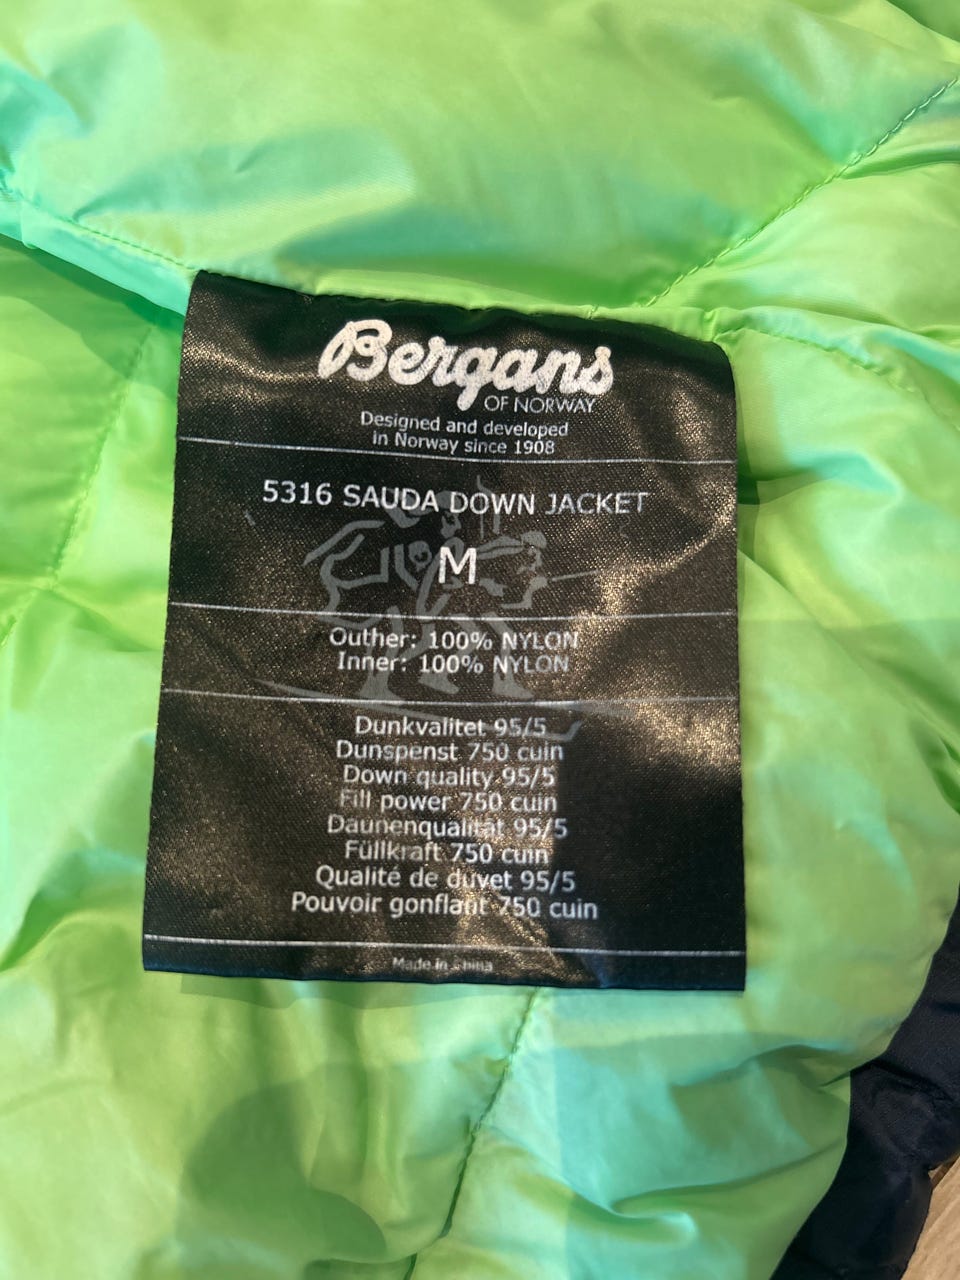 Bergans
OF NORWAY
Designed and developed
in Norway since 1908
5316 SAUDA DOWN JACKET
M
Outher: 100% NYLON
Inner: 100% NYLON
Dunkvalitet 95/5
Dunspenst 750 cuin
Down quality 95/5
Fill power 750 cuin
Daunenqualität 95/5
Füllkraft 750 cuin
Qualité de duvet 95/5
Pouvoir gonflant 750 cuin
Made in China